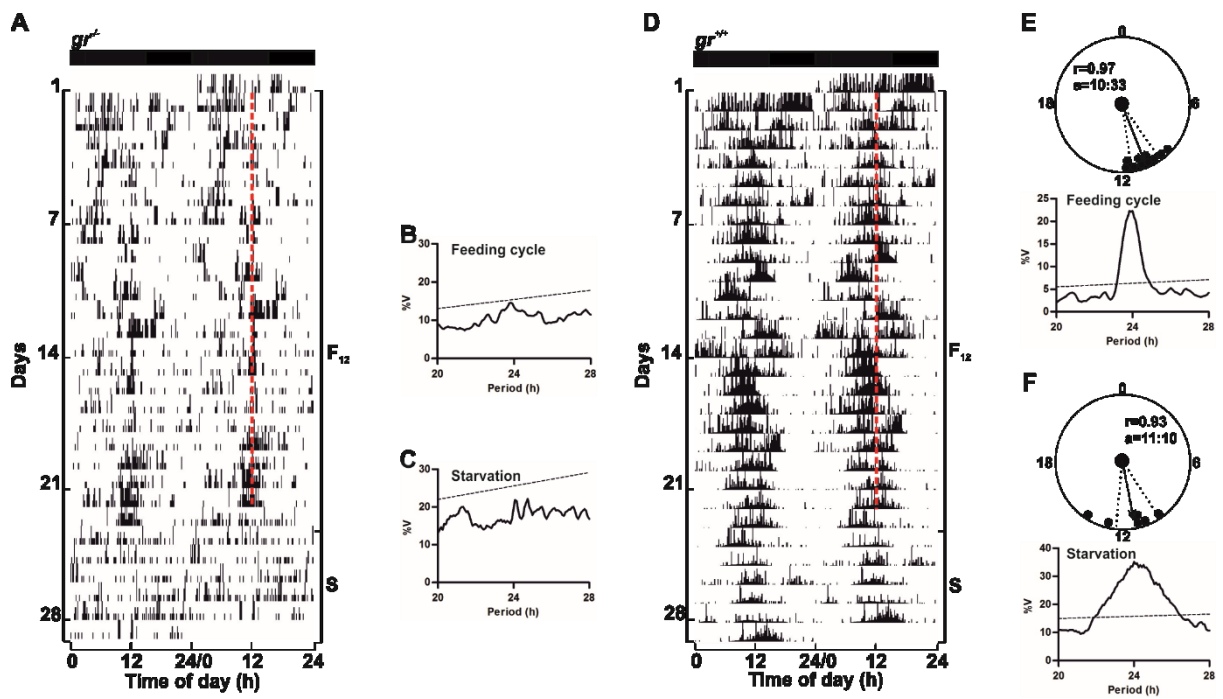 A
gr-/-
1
7
14
21
28
Days
F12
S
0 12 24/0 12 24
Time of day (h)
B
Feeding cycle
30
20
10
0
%V
20 24 28
Period (h)
C
Starvation
30
20
10
0
%V
20 24 28
Period (h)
D
gr+/+
1
7
14
21
28
Days
F12
S
0 12 24/0 12 24
Time of day (h)
E
0
r=0.97
a=10:33
18 6
12
Feeding cycle
25
20
15
10
5
0
%V
20 24 28
Period (h)
F
0
r=0.93
a=11:10
18 6
12
Starvation
40
30
20
10
0
%V
20 24 28
Period (h)